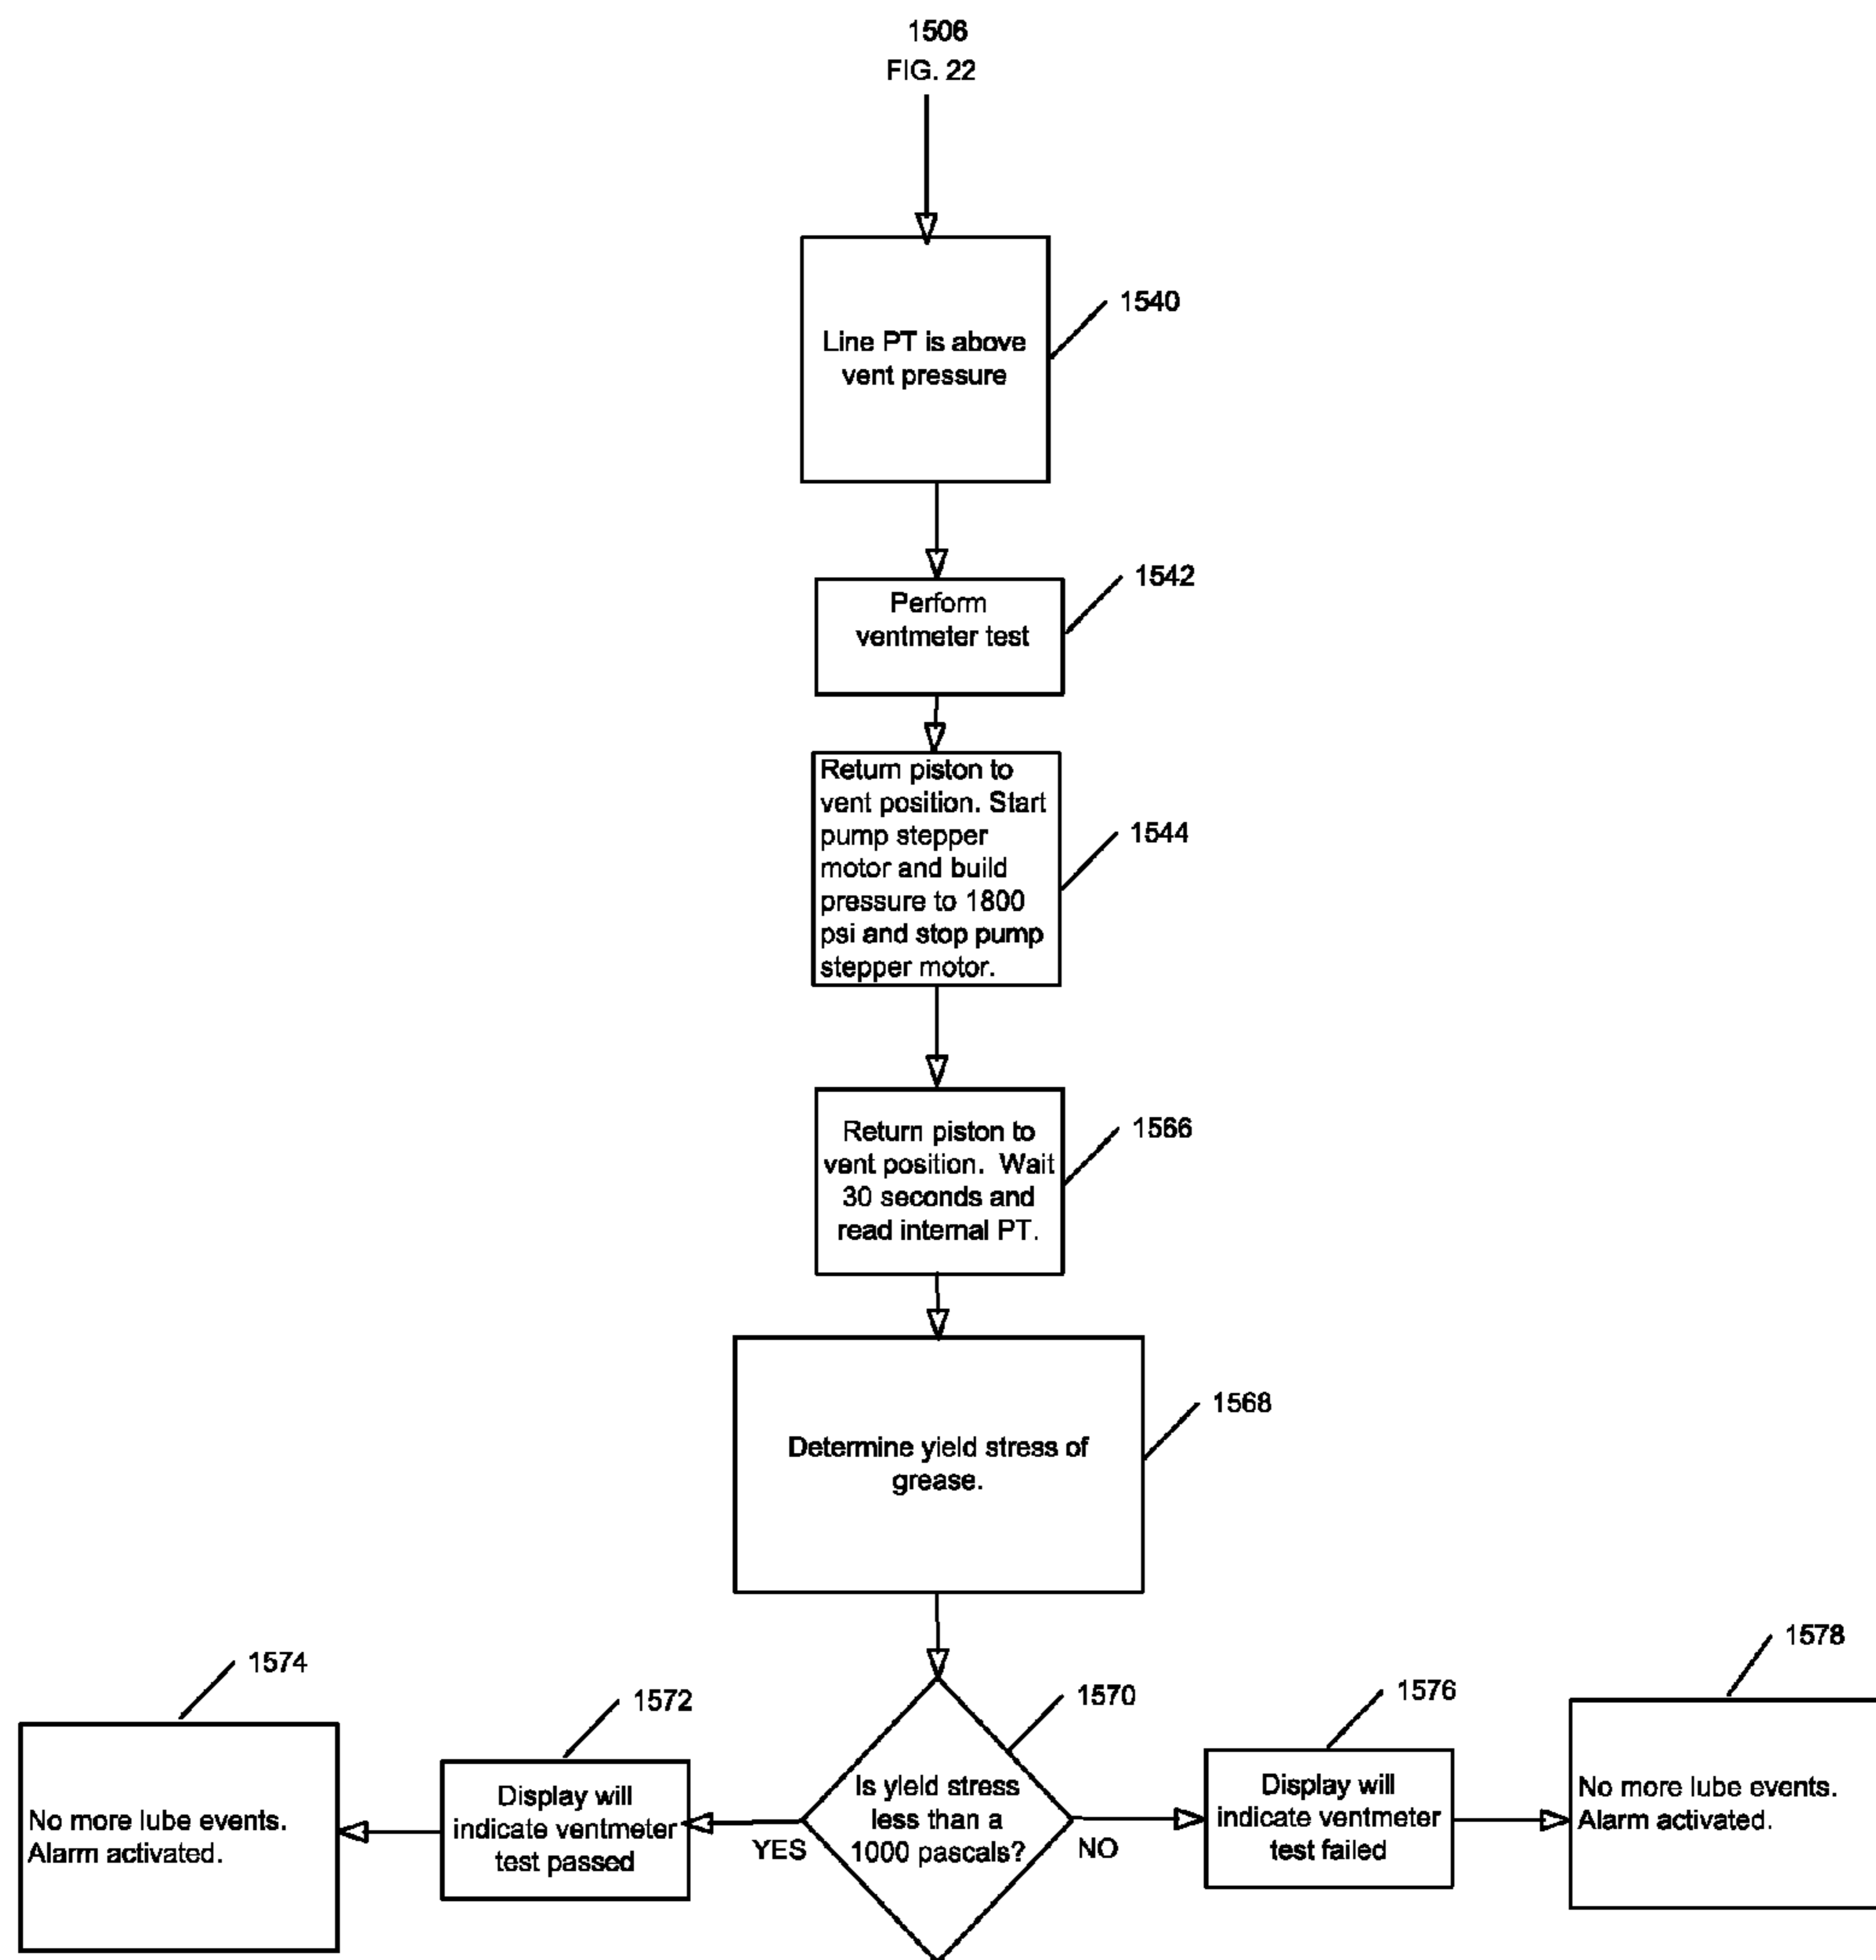 1506
FIG. 22
Line PT is above
vent pressure
1540
Perform
ventmeter test
1542
Return piston to
vent position. Start
pump stepper
motor and build
pressure to 1800
psi and stop pump
stepper motor.
1544
Return piston to
vent position. Wait
30 seconds and
read internal PT.
1566
Determine yield stress of
grease.
1568
1574
No more lube events.
Alarm activated.
1572
Display will
indicate ventmeter
test passed
YES
1570
Is yield stress
less than a
1000 pascals?
NO
1576
Display will
indicate ventmeter
test failed
1578
No more lube events.
Alarm activated.